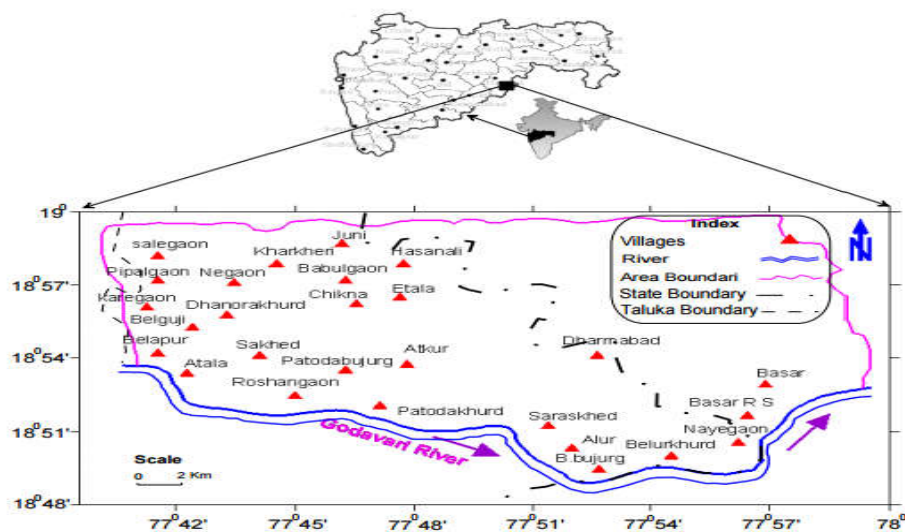 19°
Index
Villages
River
Area Boundari
State Boundary
Taluka Boundary
N
Juni
salegaon
Kharkheri
Hasanali
Pipalgaon
Negaon
Babulgaon
18°57'
Karegaon
Dhanorakhurd
Chikna
Etala
Belguji
Belapur
Sakhed
Atkur
Dharmabad
18°54'
Atala
Patodabujurg
Basar
Roshangaon
Patodakhurd
Basar R S
Saraskhed
18°51'
Godavari River
Nayegaon
Alur
Belurkhurd
Scale
B.bujurg
0 2 Km
18°48'
77°42' 77°45' 77°48' 77°51' 77°54' 77°57' 78°